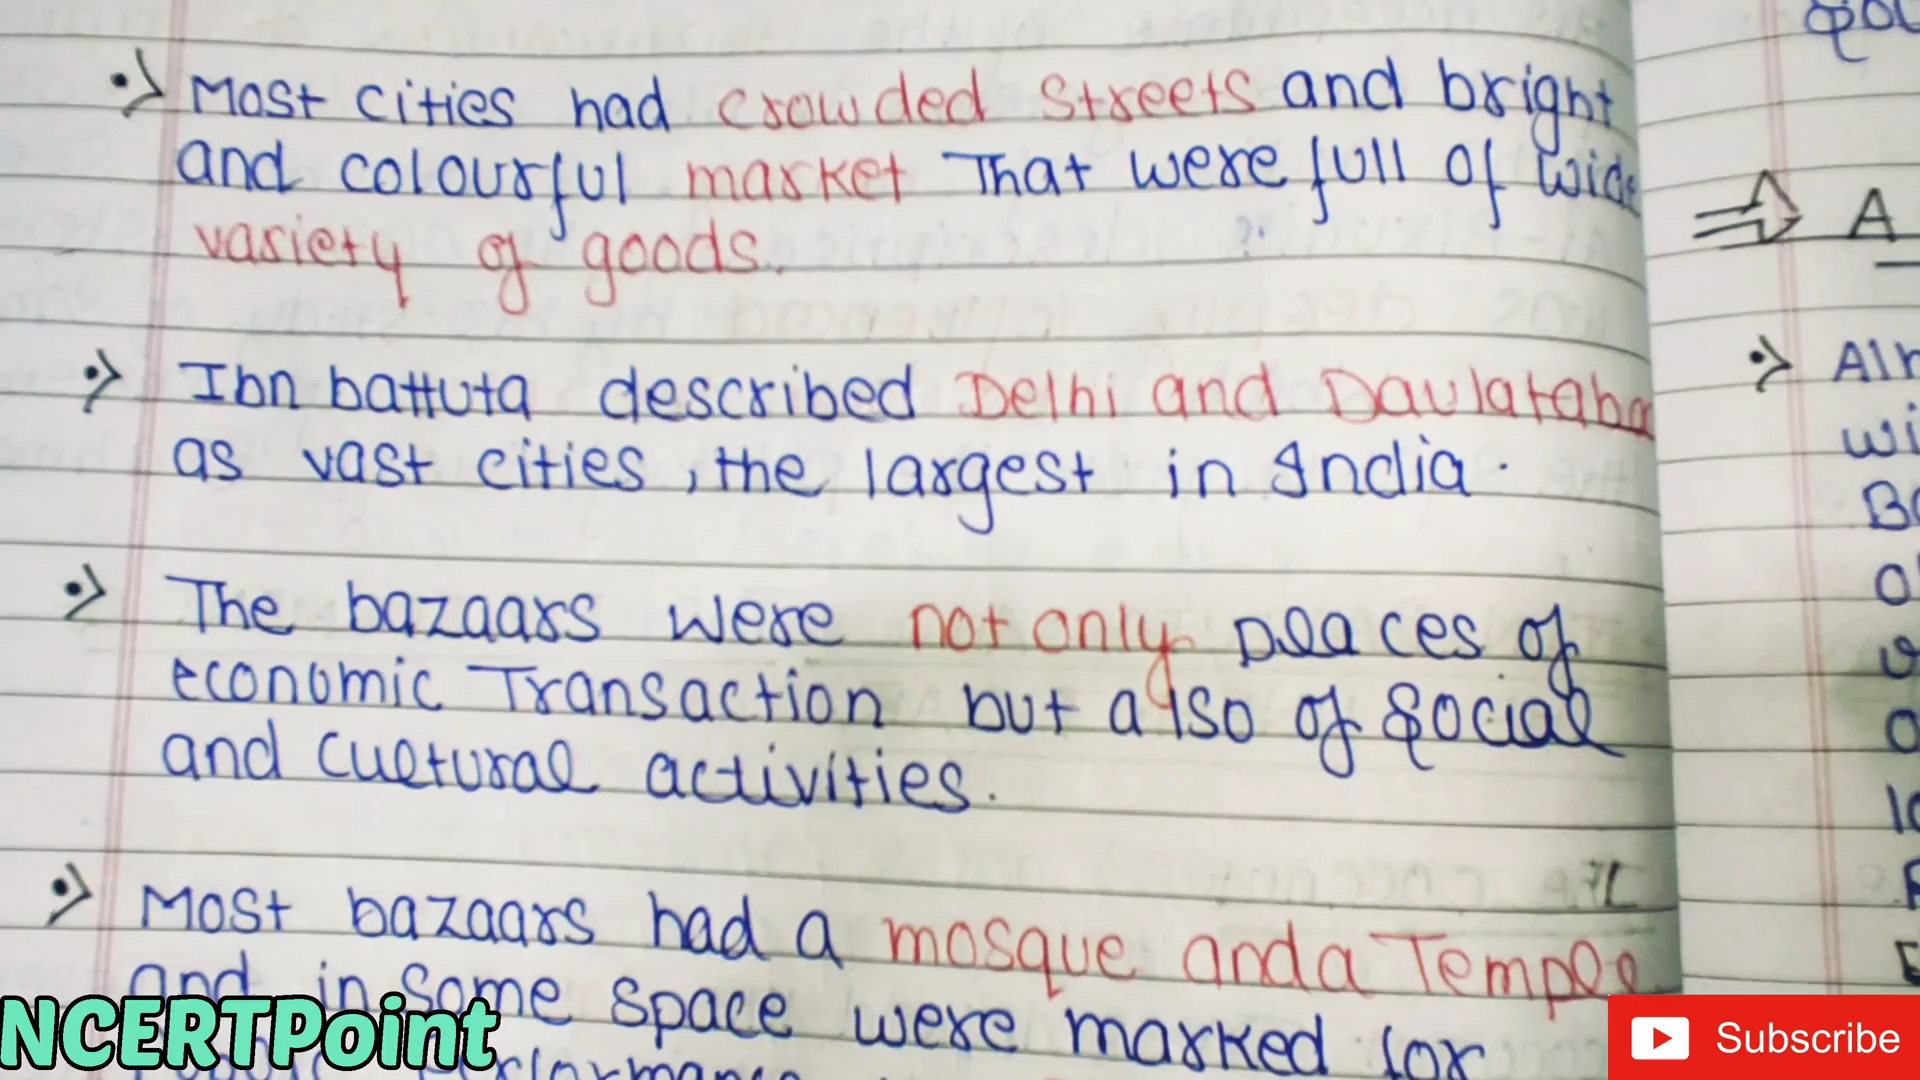 Most cities had crowded streets and bright
and colourful market That were full of wide
variety of goods.
Ibn battuta described Delhi and
as vast cities, the largest in India.
The bazaars were not only places of
economic Transaction but also of social
and cultural activities.
Most bazaars had a mosque and a Temple
and in some space were marked for
performance
A
NCERTPoint
Subscribe